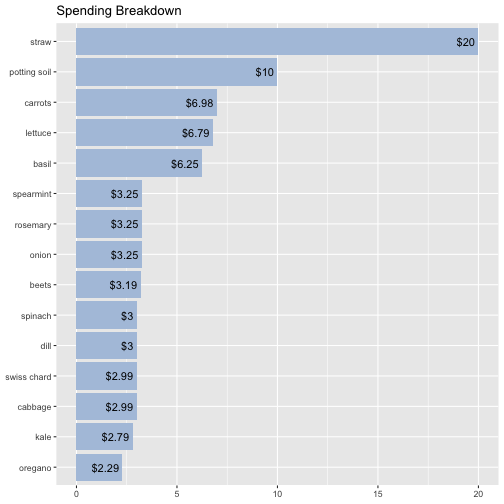 Spending Breakdown
straw $20
potting soil $10
carrots $6.98
lettuce $6.79
basil $6.25
spearmint $3.25
rosemary $3.25
onion $3.25
beets $3.19
spinach $3
dill $3
swiss chard $2.99
cabbage $2.99
kale $2.79
oregano $2.29
0 5 10 15 20